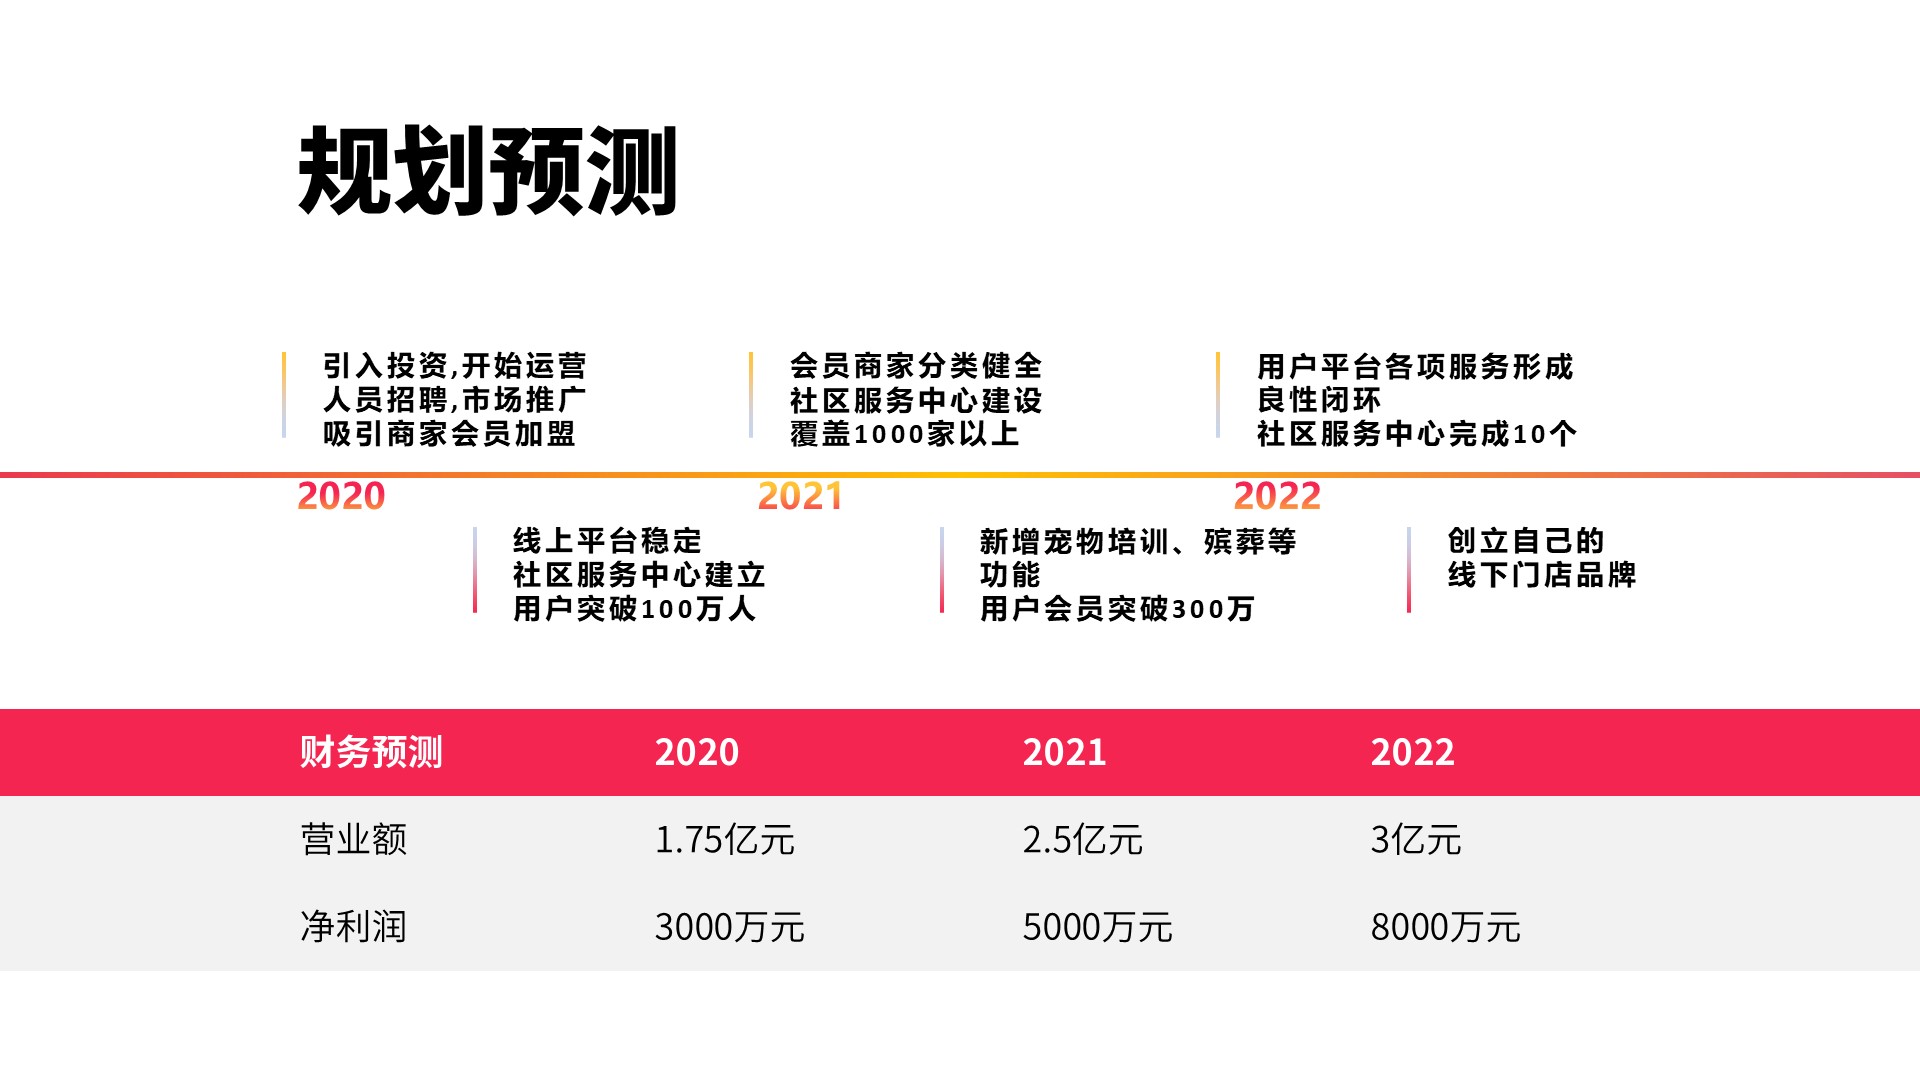 规划预测
引入投资,开始运营
人员招聘,市场推广
吸引商家会员加盟
会员商家分类健全
社区服务中心建设
覆盖1000家以上
用户平台各项服务形成
良性闭环
社区服务中心完成10个
2020
2021
2022
线上平台稳定
社区服务中心建立
用户突破100万人
新增宠物培训、殡葬等
功能
用户会员突破300万
创立自己的
线下门店品牌
财务预测 2020 2021 2022
营业额 1.75亿元 2.5亿元 3亿元
净利润 3000万元 5000万元 8000万元